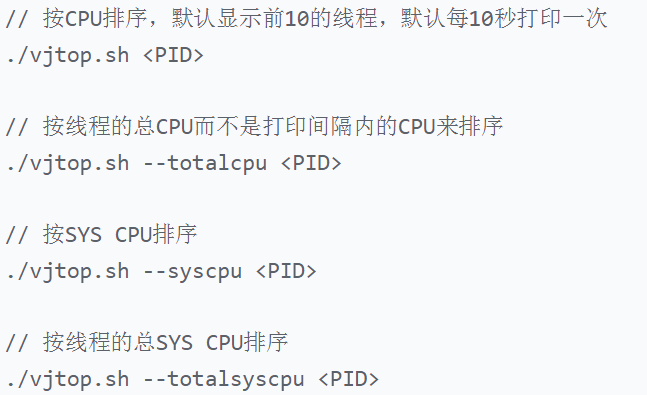 // 按CPU排序，默认显示前10的线程，默认每10秒打印一次
./vjtop.sh <PID>
// 按线程的总CPU而不是打印间隔内的CPU来排序
./vjtop.sh --totalcpu <PID>
// 按SYS CPU排序
./vjtop.sh --syscpu <PID>
// 按线程的总SYS CPU排序
./vjtop.sh --totalsyscpu <PID>